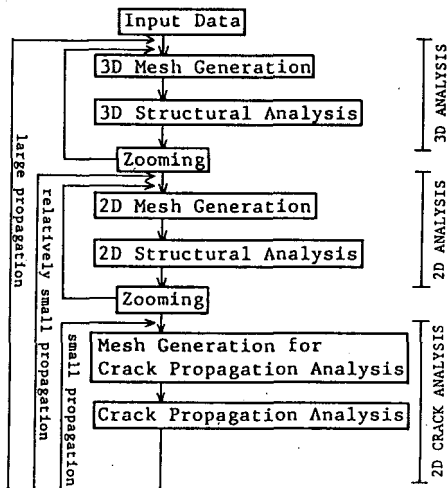 Input Data
3D Mesh Generation
3D Structural Analysis
Zooming
2D Mesh Generation
2D Structural Analysis
Zooming
Mesh Generation for
Crack Propagation Analysis
Crack Propagation Analysis
large propagation
relatively small propagation
small propagation
3D ANALYSIS
2D ANALYSIS
2D CRACK ANALYSIS